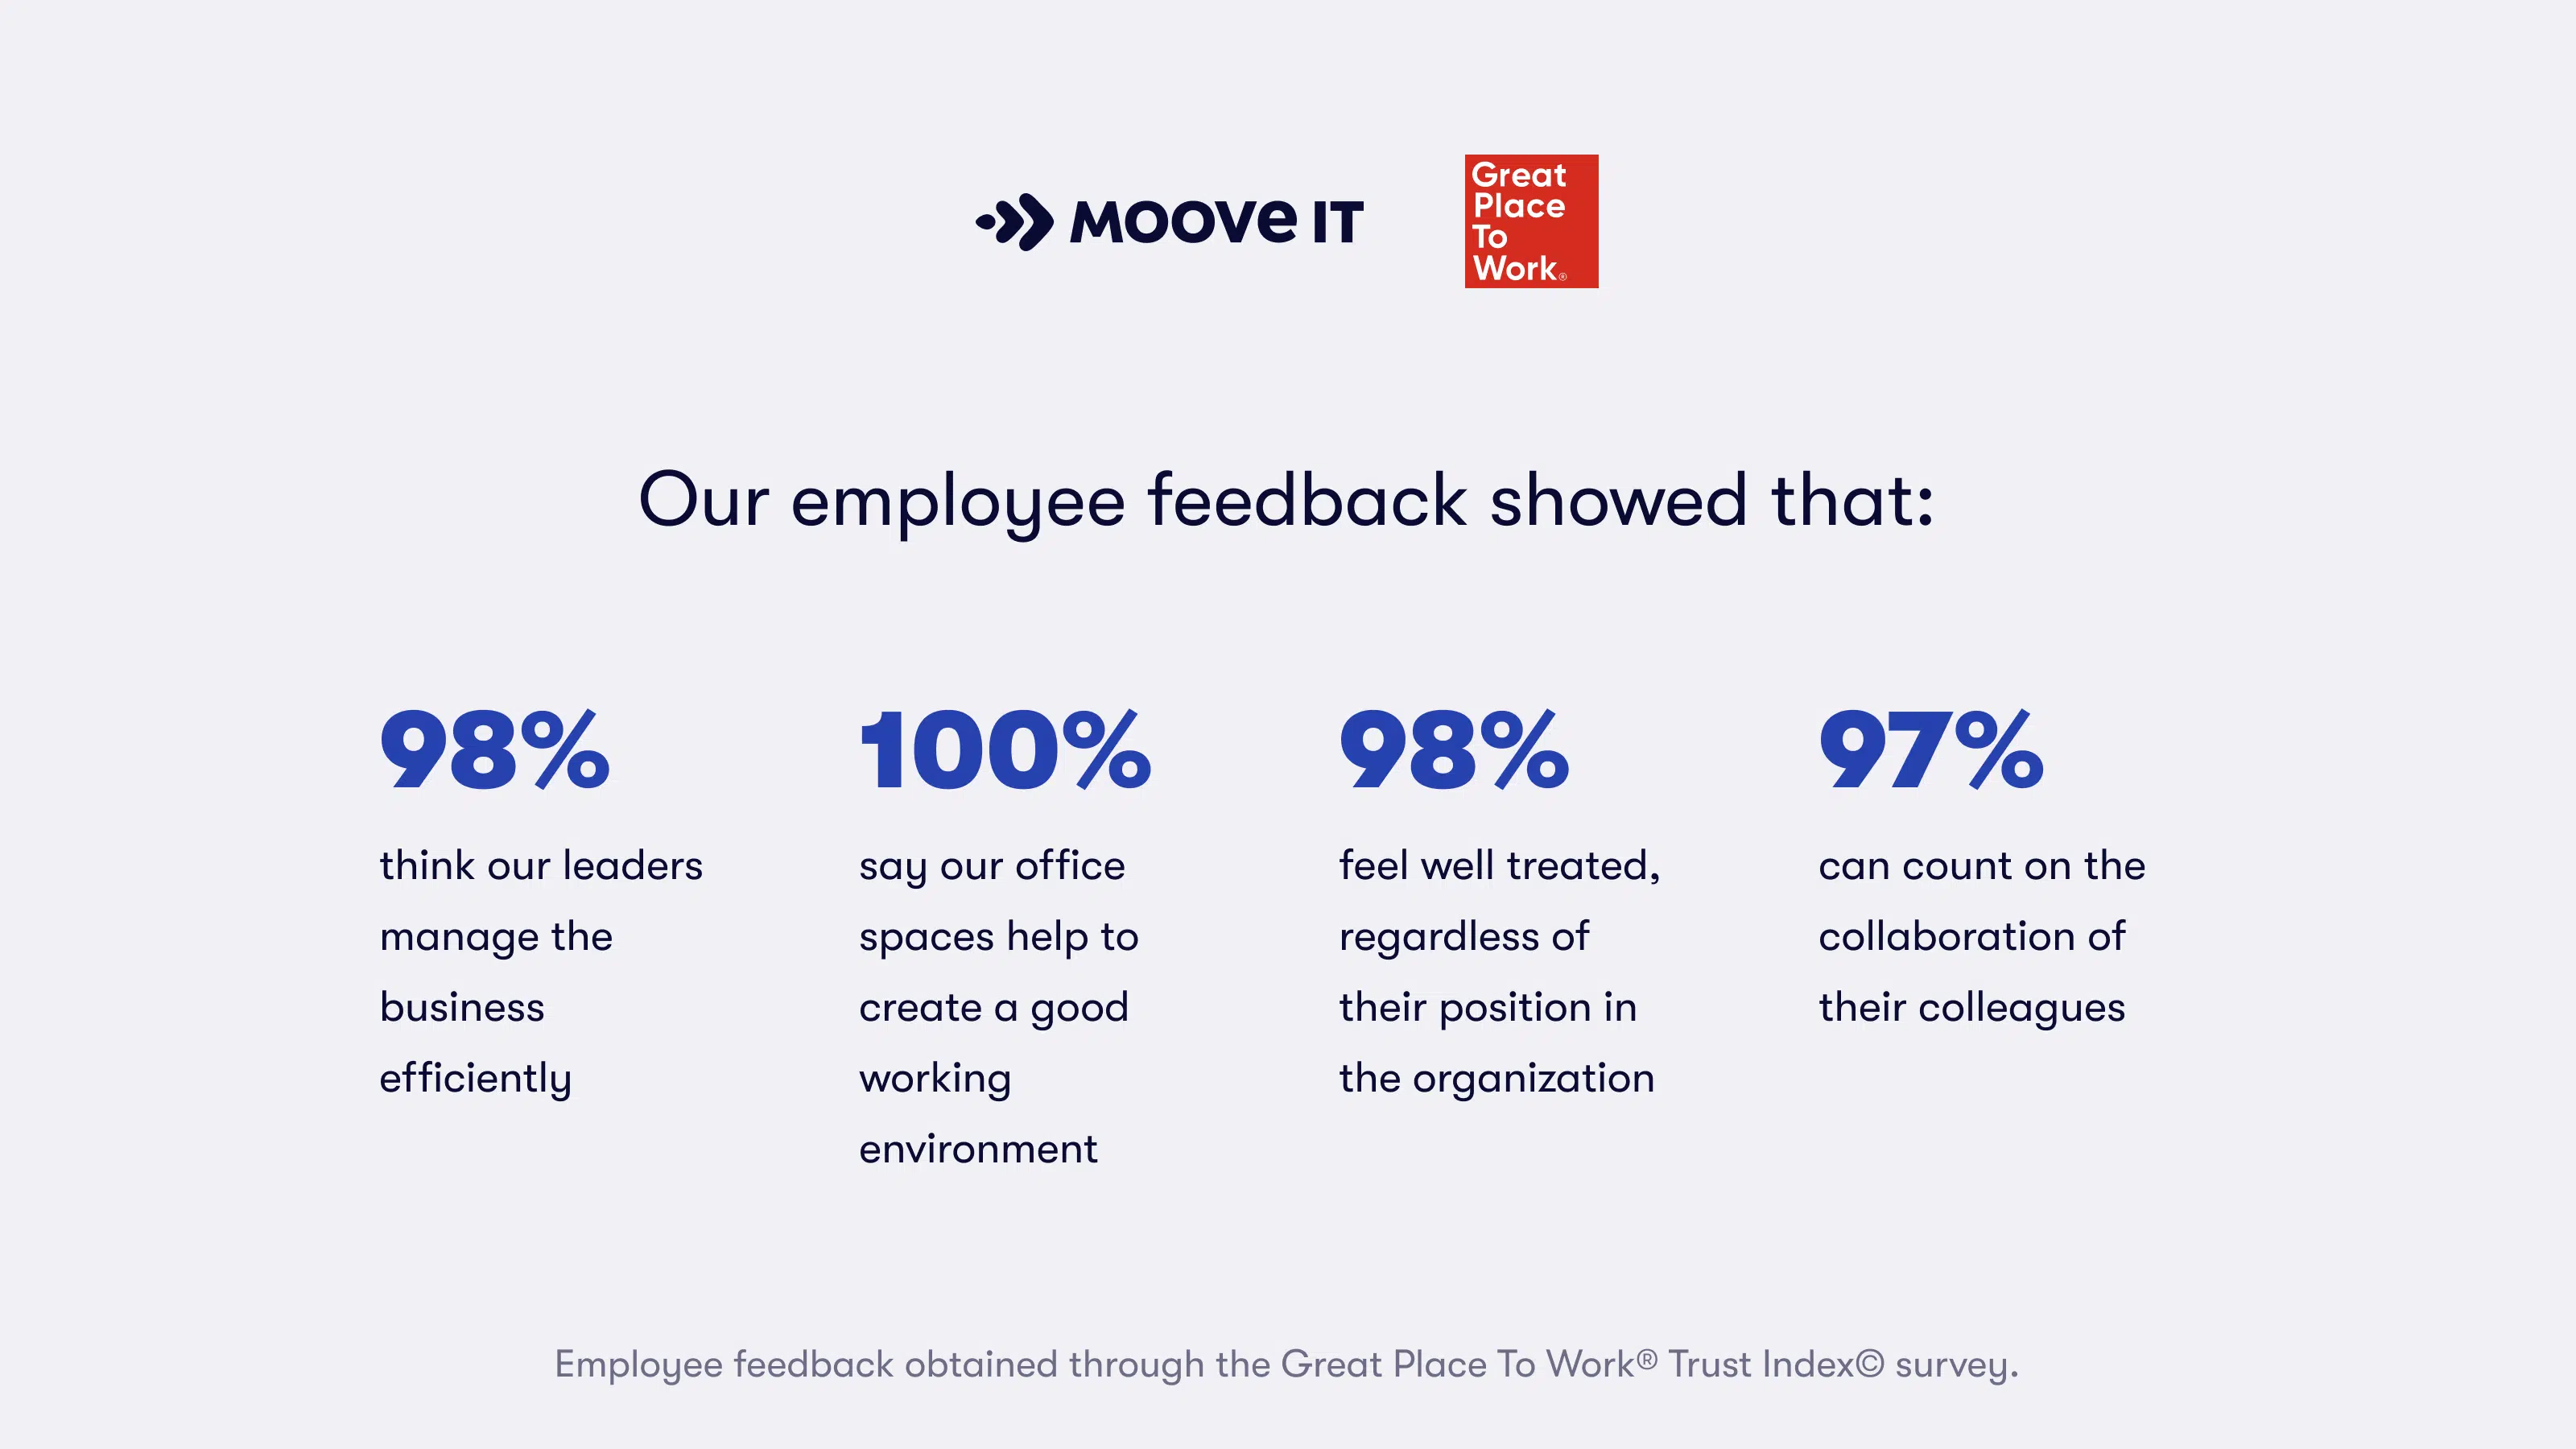 MOOVE IT
Great
Place
To
Work®
Our employee feedback showed that:
98%
think our leaders
manage the
business
efficiently
100%
say our office
spaces help to
create a good
working
environment
98%
feel well treated,
regardless of
their position in
the organization
97%
can count on the
collaboration of
their colleagues
Employee feedback obtained through the Great Place To Work® Trust Index© survey.